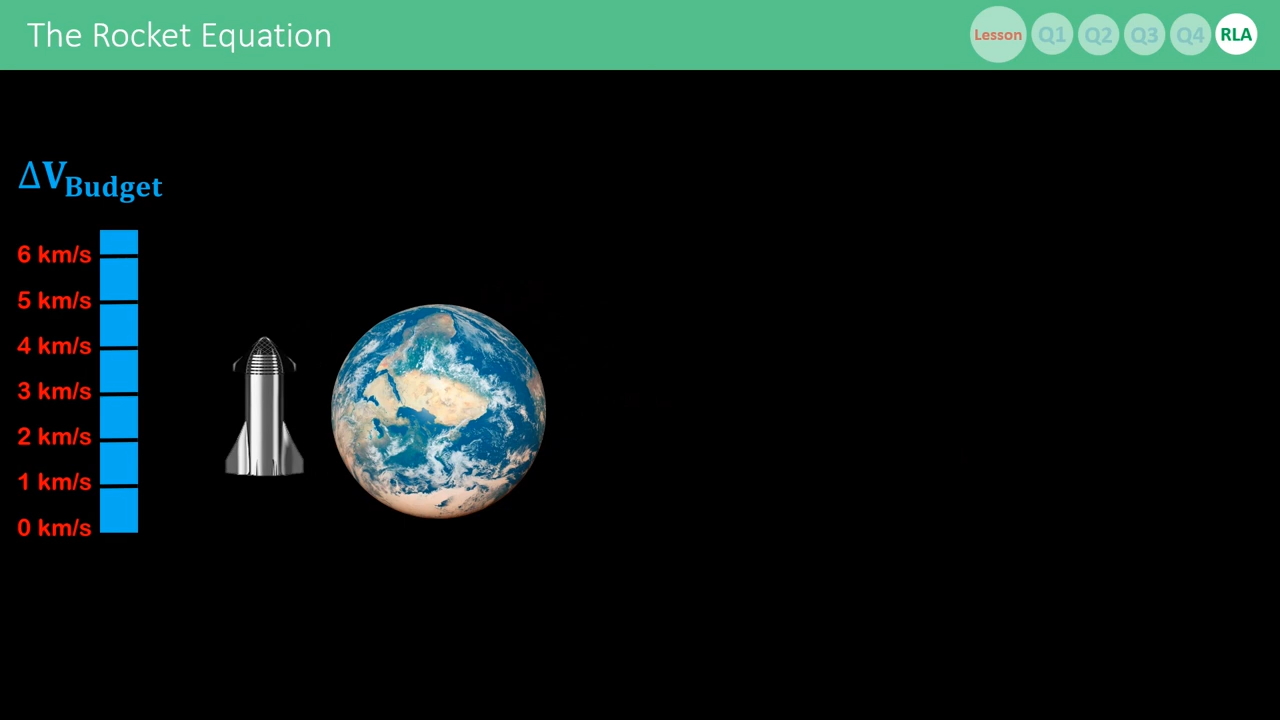 The Rocket Equation
Lesson Q1 Q2 Q3 Q4 RLA
ΔV_Budget
6 km/s
5 km/s
4 km/s
3 km/s
2 km/s
1 km/s
0 km/s